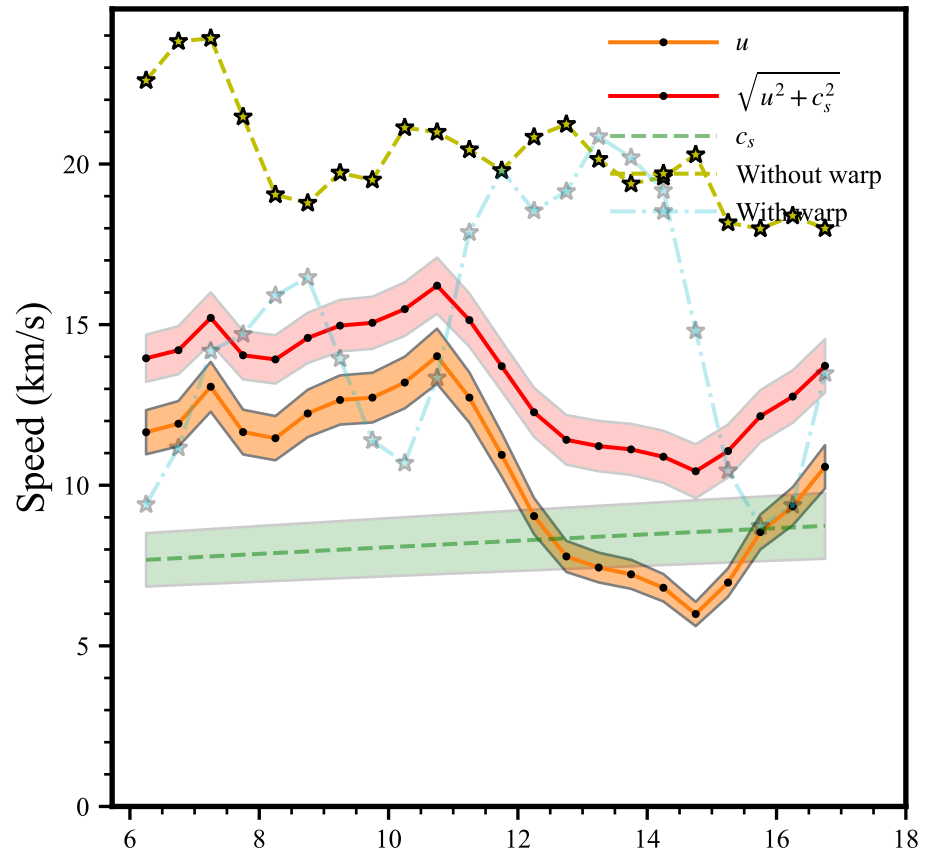 u
√u² + c_s²
c_s
Without warp
With warp
Speed (km/s)
20
15
10
5
0
6 8 10 12 14 16 18